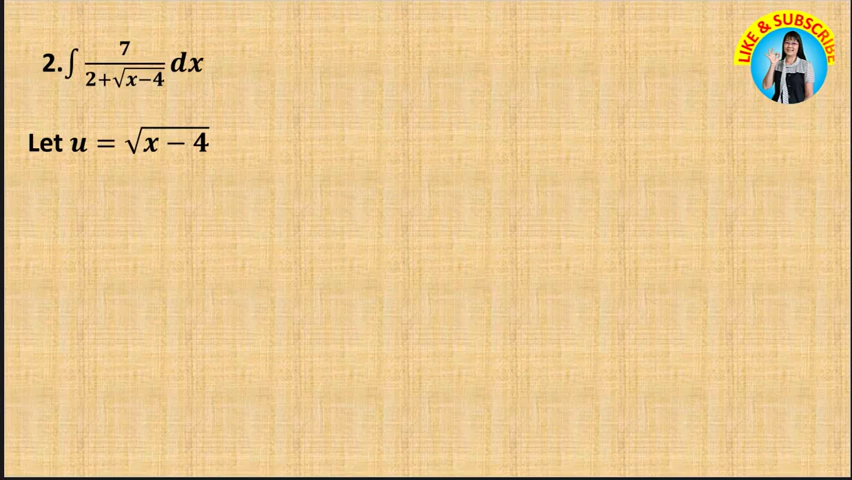 2. ∫ 7/(2+√(x−4)) dx
Let u = √(x − 4)
LIKE & SUBSCRIBE